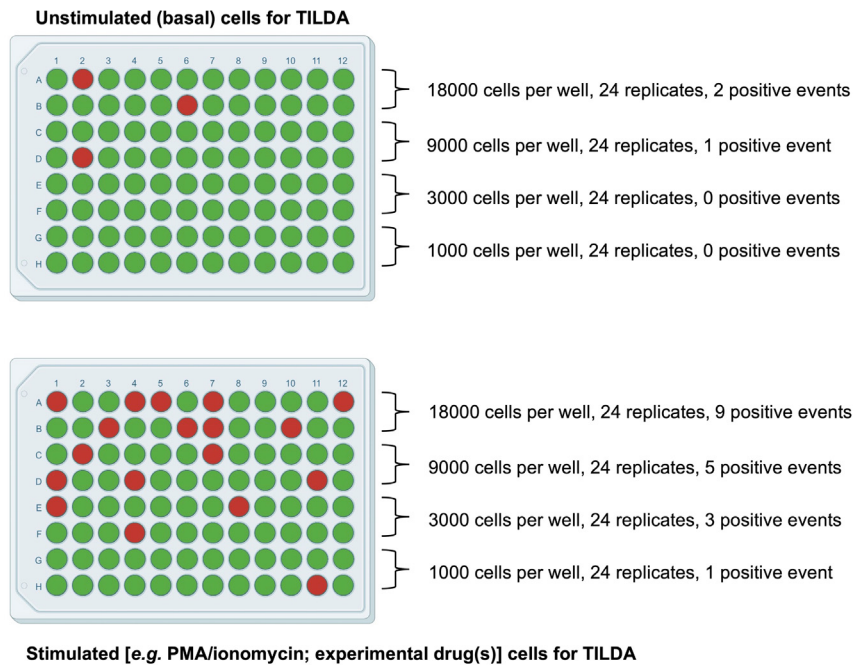 Unstimulated (basal) cells for TILDA
1 2 3 4 5 6 7 8 9 10 11 12
A
18000 cells per well, 24 replicates, 2 positive events
B
C
9000 cells per well, 24 replicates, 1 positive event
D
E
3000 cells per well, 24 replicates, 0 positive events
F
G
1000 cells per well, 24 replicates, 0 positive events
H
1 2 3 4 5 6 7 8 9 10 11 12
A
18000 cells per well, 24 replicates, 9 positive events
B
C
9000 cells per well, 24 replicates, 5 positive events
D
E
3000 cells per well, 24 replicates, 3 positive events
F
G
1000 cells per well, 24 replicates, 1 positive event
H
Stimulated [e.g. PMA/ionomycin; experimental drug(s)] cells for TILDA